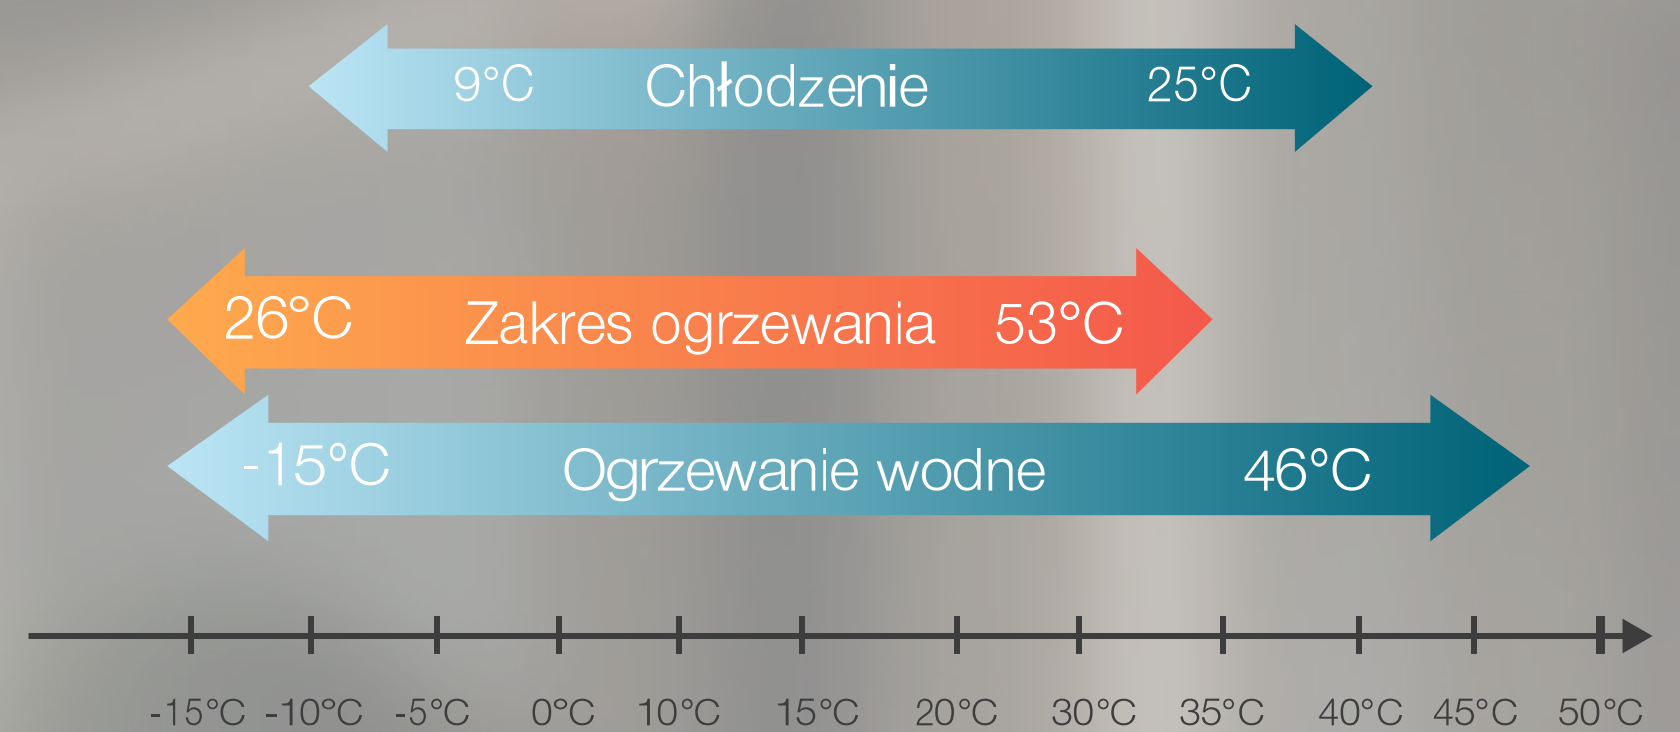 9°C Chłodzenie 25°C
26°C Zakres ogrzewania 53°C
-15°C Ogrzewanie wodne 46°C
-15°C -10°C -5°C 0°C 10°C 15°C 20°C 30°C 35°C 40°C 45°C 50°C